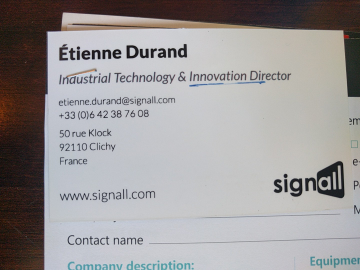 Étienne Durand
Industrial Technology & Innovation Director
etienne.durand@signall.com
+33 (0)6 42 38 76 08
50 rue Klock
92110 Clichy
France
www.signall.com
signall
e-
Contact name
Company description:
Equipmen